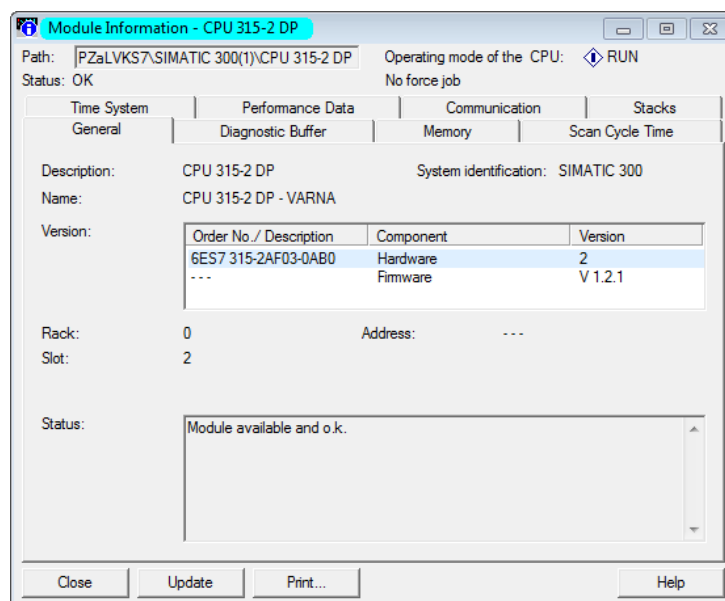 Module Information - CPU 315-2 DP
Path: PZaLVKS7\SIMATIC 300(1)\CPU 315-2 DP Operating mode of the CPU: RUN
Status: OK No force job
Time System Performance Data Communication Stacks
General Diagnostic Buffer Memory Scan Cycle Time
Description: CPU 315-2 DP System identification: SIMATIC 300
Name: CPU 315-2 DP - VARNA
Version: Order No./ Description Component Version
6ES7 315-2AF03-0AB0 Hardware 2
- - - Firmware V 1.2.1
Rack: 0 Address: - - -
Slot: 2
Status: Module available and o.k.
Close Update Print... Help